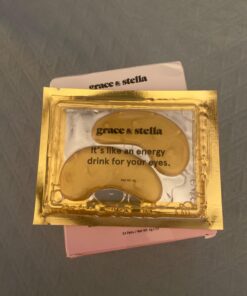 grace & stella
grace & stella
It's like an energy
drink for your eyes.